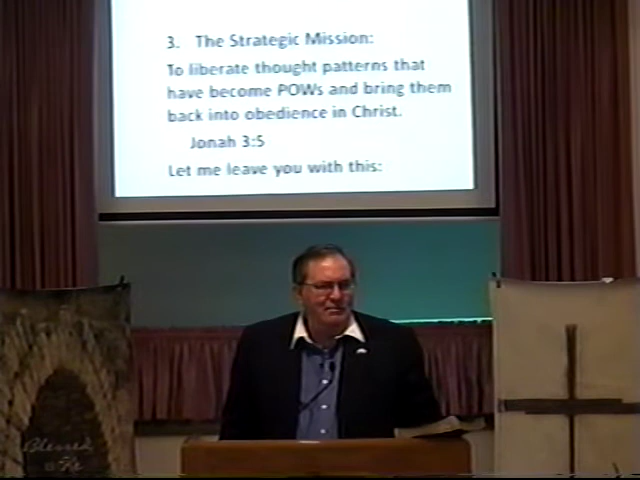 3. The Strategic Mission:
To liberate thought patterns that
have become POWs and bring them
back into obedience in Christ.
Jonah 3:5
Let me leave you with this:
Blessed